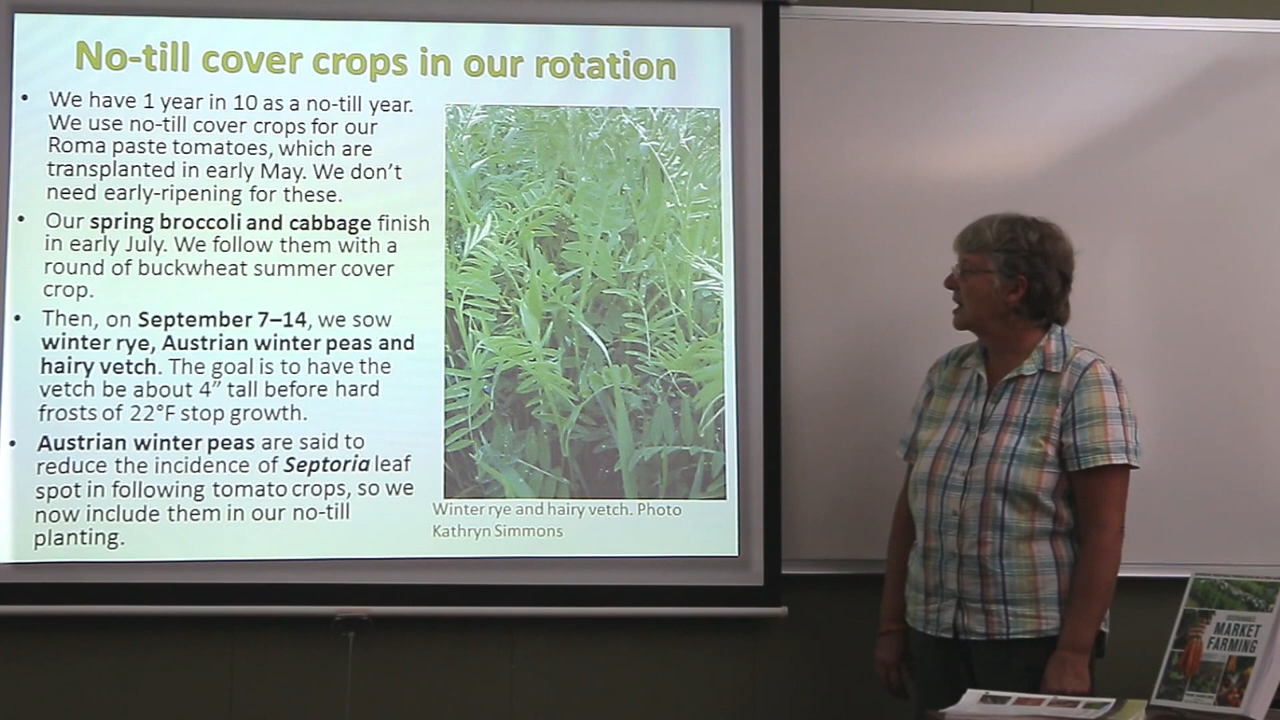 No-till cover crops in our rotation
• We have 1 year in 10 as a no-till year.
We use no-till cover crops for our
Roma paste tomatoes, which are
transplanted in early May. We don't
need early-ripening for these.
• Our spring broccoli and cabbage finish
in early July. We follow them with a
round of buckwheat summer cover
crop.
• Then, on September 7–14, we sow
winter rye, Austrian winter peas and
hairy vetch. The goal is to have the
vetch be about 4” tall before hard
frosts of 22°F stop growth.
• Austrian winter peas are said to
reduce the incidence of Septoria leaf
spot in following tomato crops, so we
now include them in our no-till
planting.
Winter rye and hairy vetch. Photo
Kathryn Simmons
MARKET
FARMING